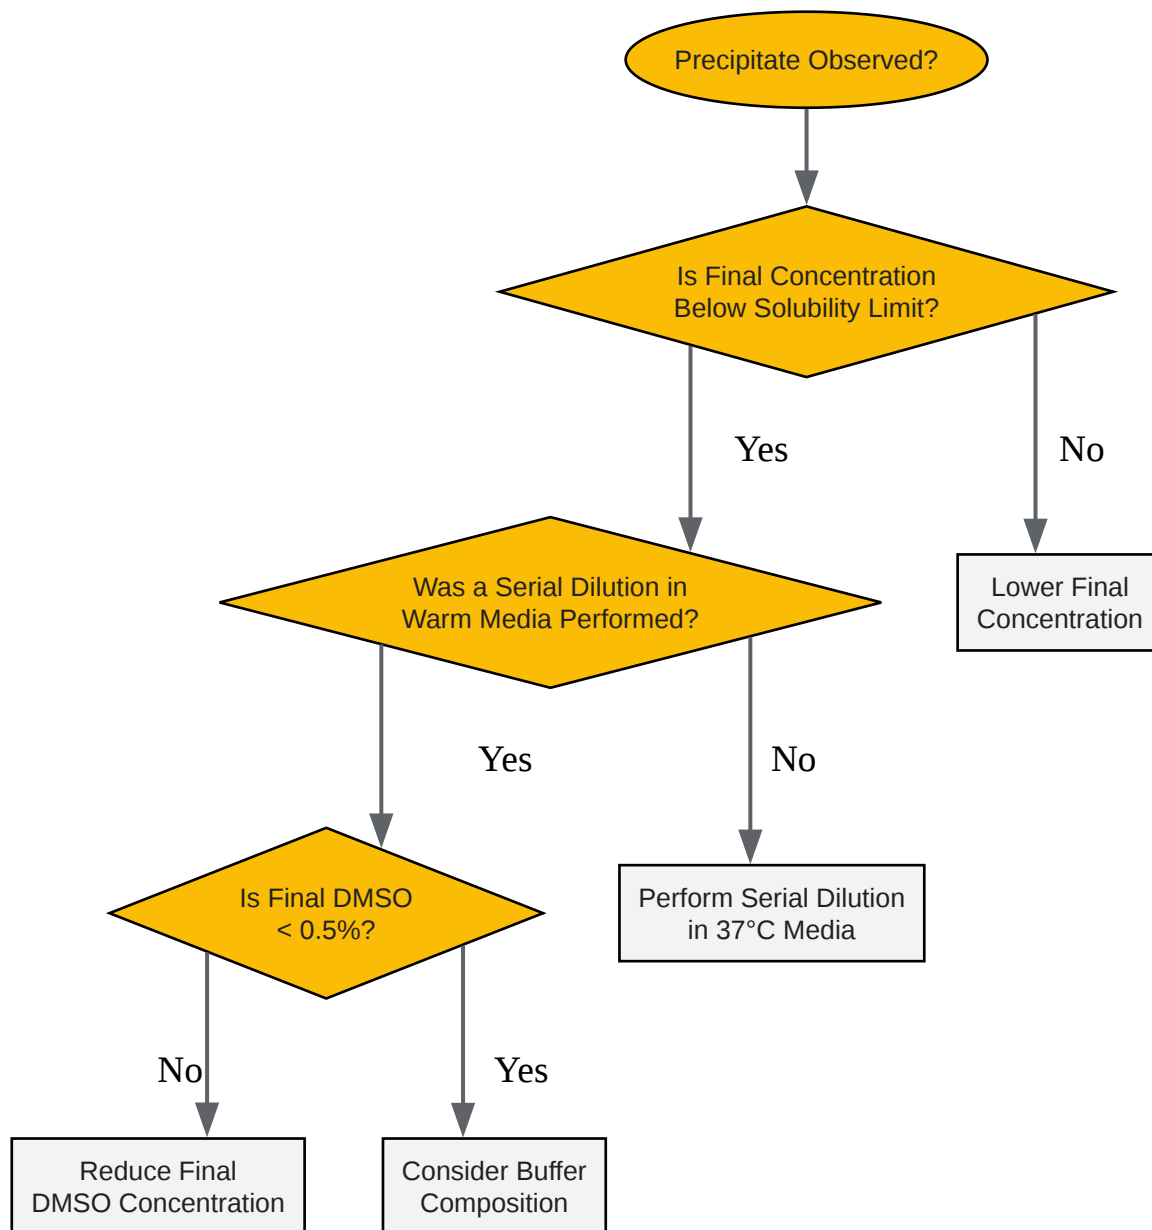 Precipitate Observed?
Is Final Concentration
Below Solubility Limit?
Yes
No
Was a Serial Dilution in
Warm Media Performed?
Lower Final
Concentration
Yes
No
Is Final DMSO
< 0.5%?
Perform Serial Dilution
in 37°C Media
No
Yes
Reduce Final
DMSO Concentration
Consider Buffer
Composition